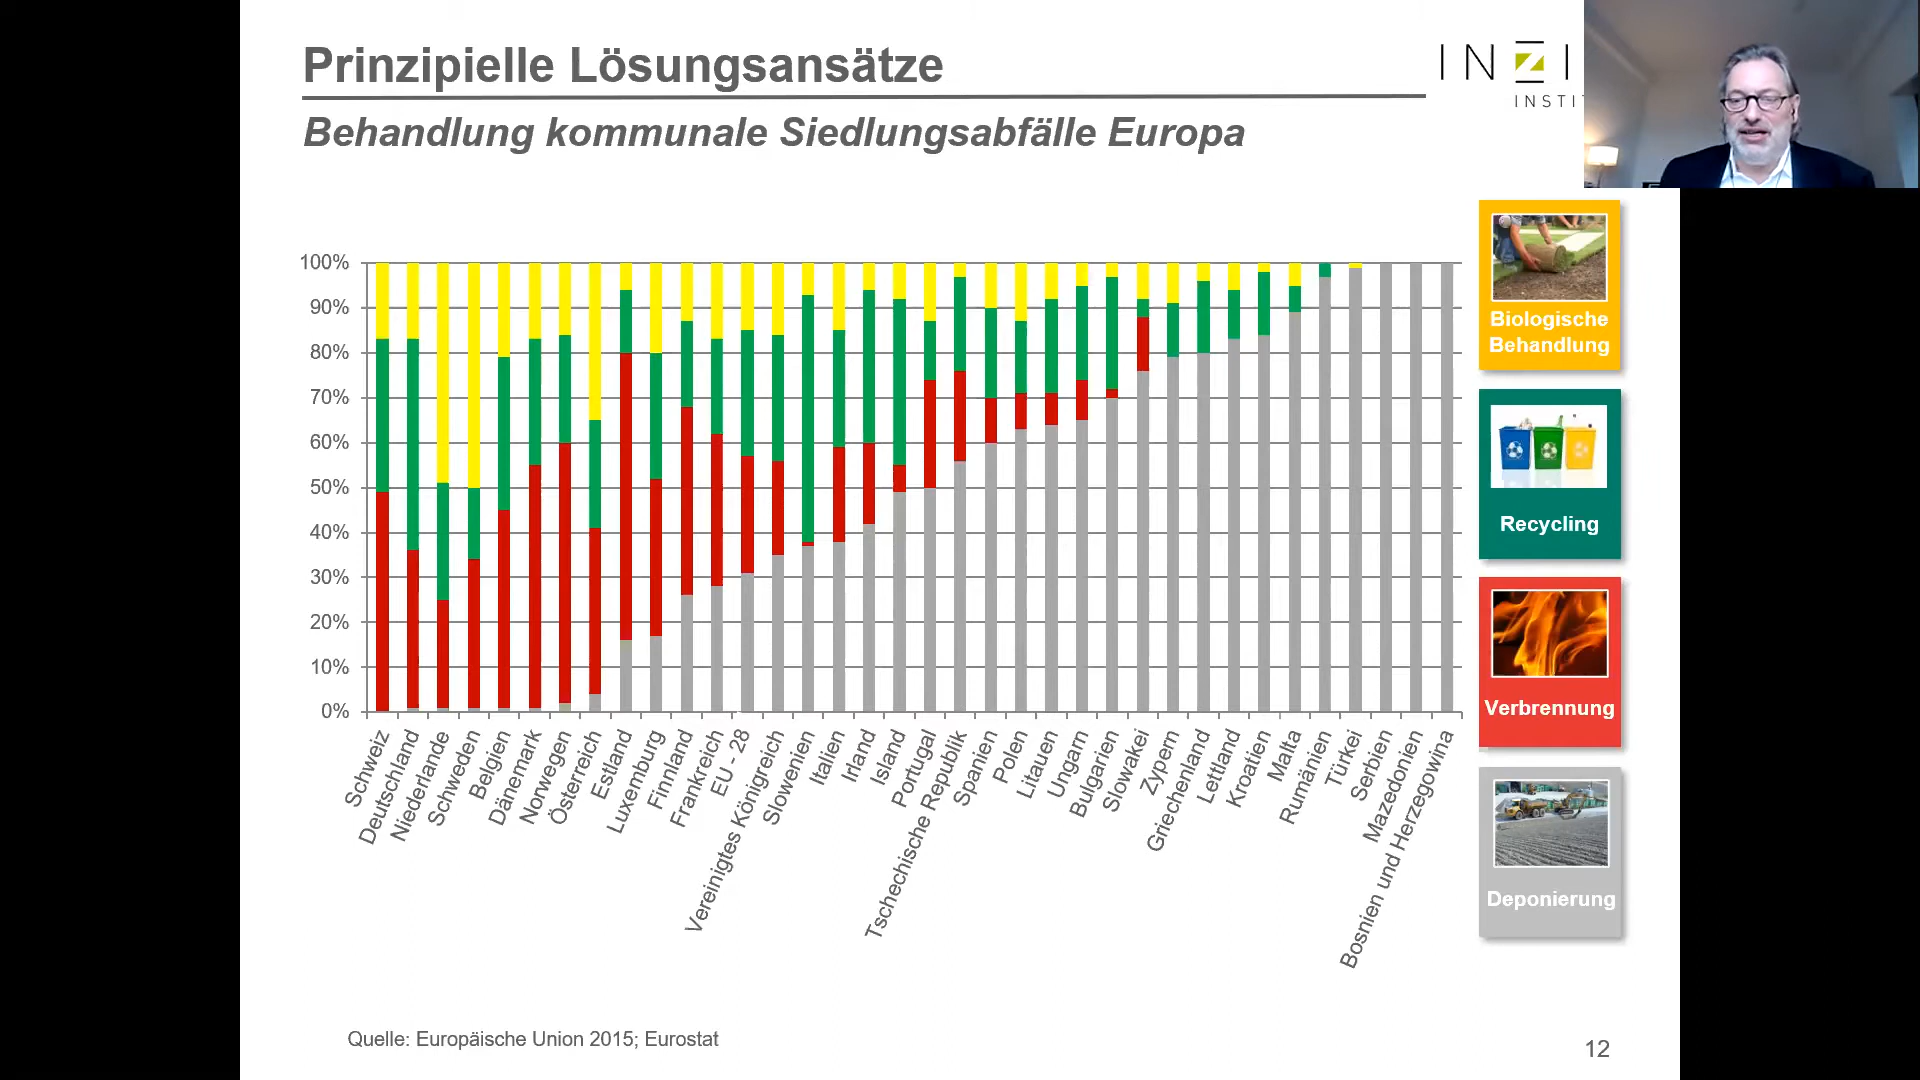 Prinzipielle Lösungsansätze
INZI
INSTI
Behandlung kommunale Siedlungsabfälle Europa
100%
90%
80%
70%
60%
50%
40%
30%
20%
10%
0%
Schweiz
Deutschland
Niederlande
Schweden
Belgien
Dänemark
Norwegen
Österreich
Estland
Luxemburg
Finnland
Frankreich
EU - 28
Vereinigtes Königreich
Slowenien
Italien
Irland
Island
Portugal
Tschechische Republik
Spanien
Polen
Litauen
Ungarn
Bulgarien
Slowakei
Zypern
Griechenland
Lettland
Kroatien
Malta
Rumänien
Türkei
Serbien
Mazedonien
Bosnien und Herzegowina
Biologische
Behandlung
Recycling
Verbrennung
Deponierung
Quelle: Europäische Union 2015; Eurostat
12